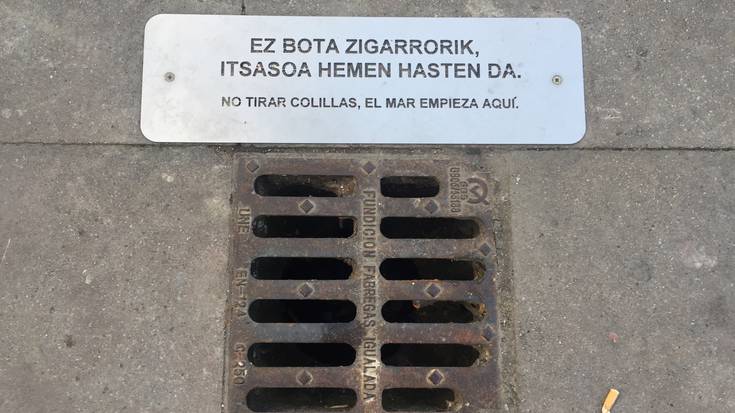 EZ BOTA ZIGARRORIK,
ITSASOA HEMEN HASTEN DA.
NO TIRAR COLILLAS, EL MAR EMPIEZA AQUÍ.
FUNDICION FABREGAS IGUALADA
UNE EN-124 C-250